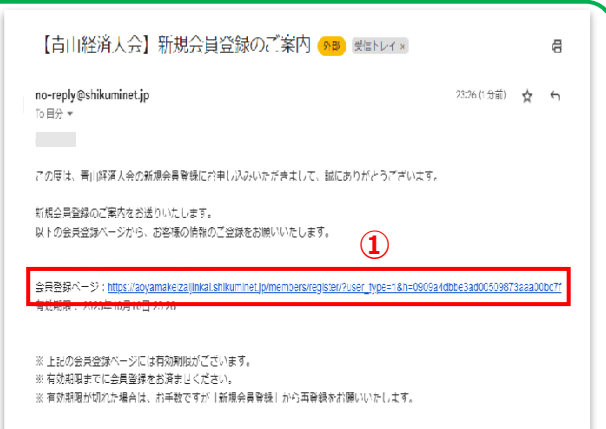 【青山経済人会】新規会員登録のご案内 外部 受信トレイ ×
no-reply@shikuminet.jp 23:26 (1分前)
To 自分
この度は、青山経済人会の新規会員登録にお申し込みいただきまして、誠にありがとうございます。
新規会員登録のご案内をお送りいたします。
以下の会員登録ページから、お客様の情報のご登録をお願いいたします。
①
会員登録ページ：https://aoyamakeizaijinkai.shikuminet.jp/members/register/?user_type=1&h=0909a4dbbe3ad00509873aaa00bc7f
有効期限：
※ 上記の会員登録ページには有効期限がございます。
※ 有効期限までに会員登録をお済ませください。
※ 有効期限が切れた場合は、お手数ですが「新規会員登録」から再登録をお願いいたします。